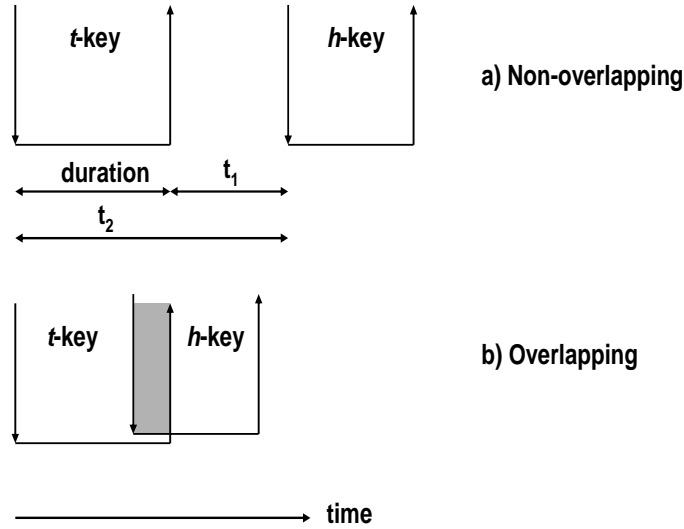 t-key h-key
a) Non-overlapping
duration t₁
t₂
t-key h-key
b) Overlapping
time